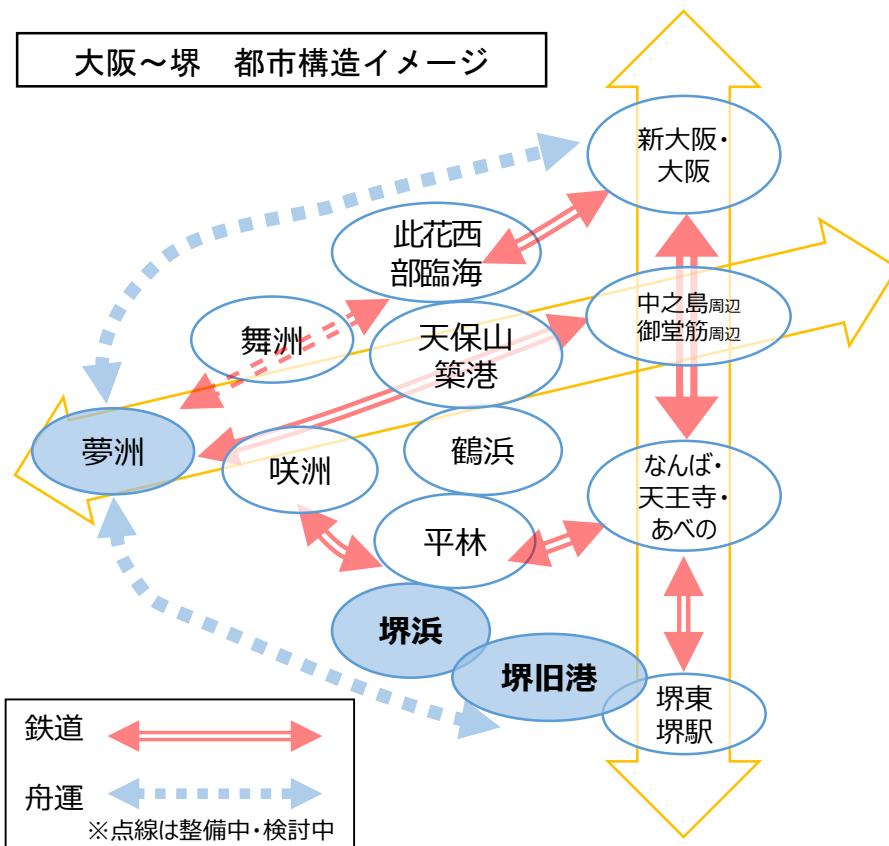 大阪～堺　都市構造イメージ
新大阪・
大阪
此花西
部臨海
中之島周辺
御堂筋周辺
舞洲
天保山
築港
夢洲
咲洲
鶴浜
なんば・
天王寺・
あべの
平林
堺浜
堺旧港
堺東
堺駅
鉄道
舟運
※点線は整備中・検討中